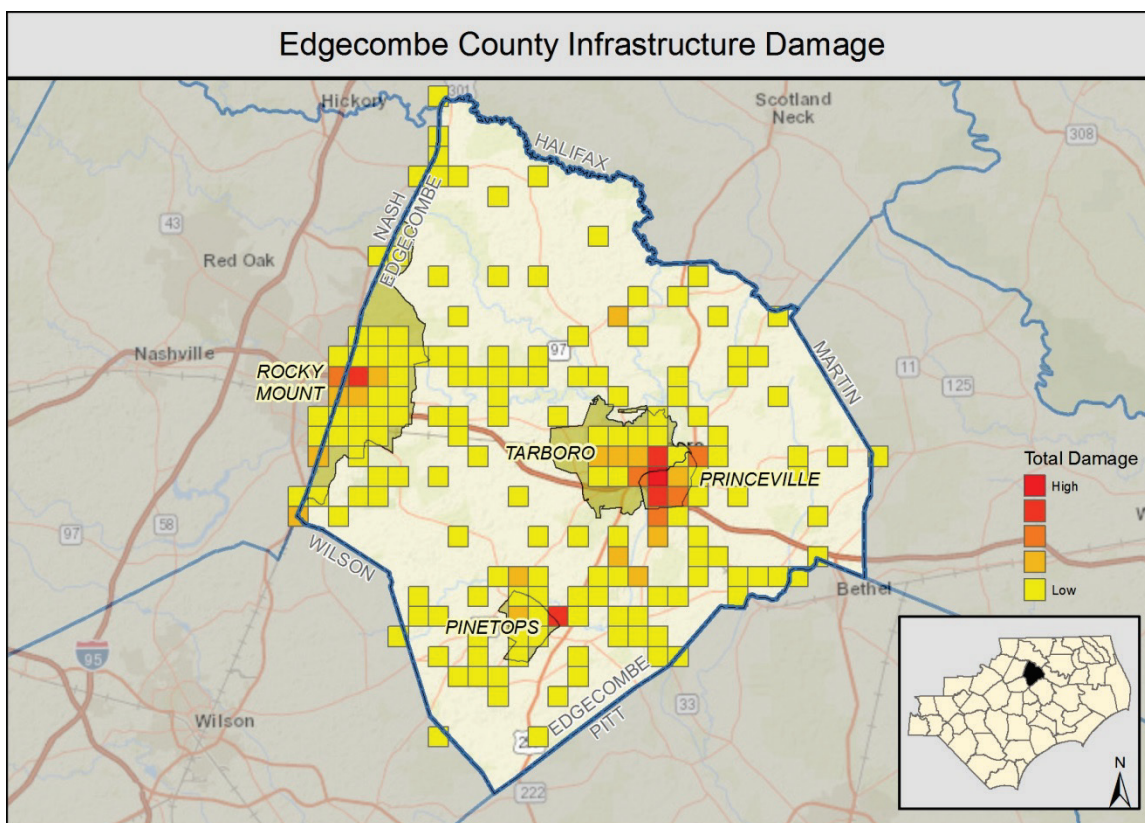 Edgecombe County Infrastructure Damage
Hickory
301
Scotland
Neck
308
HALIFAX
NASH
EDGECOMBE
43
Red Oak
Nashville
97
MARTIN
ROCKY
MOUNT
11
125
TARBORO
PRINCEVILLE
Total Damage
High
Low
58
97
WILSON
Bethel
PINETOPS
95
EDGECOMBE
PITT
33
Wilson
222
N